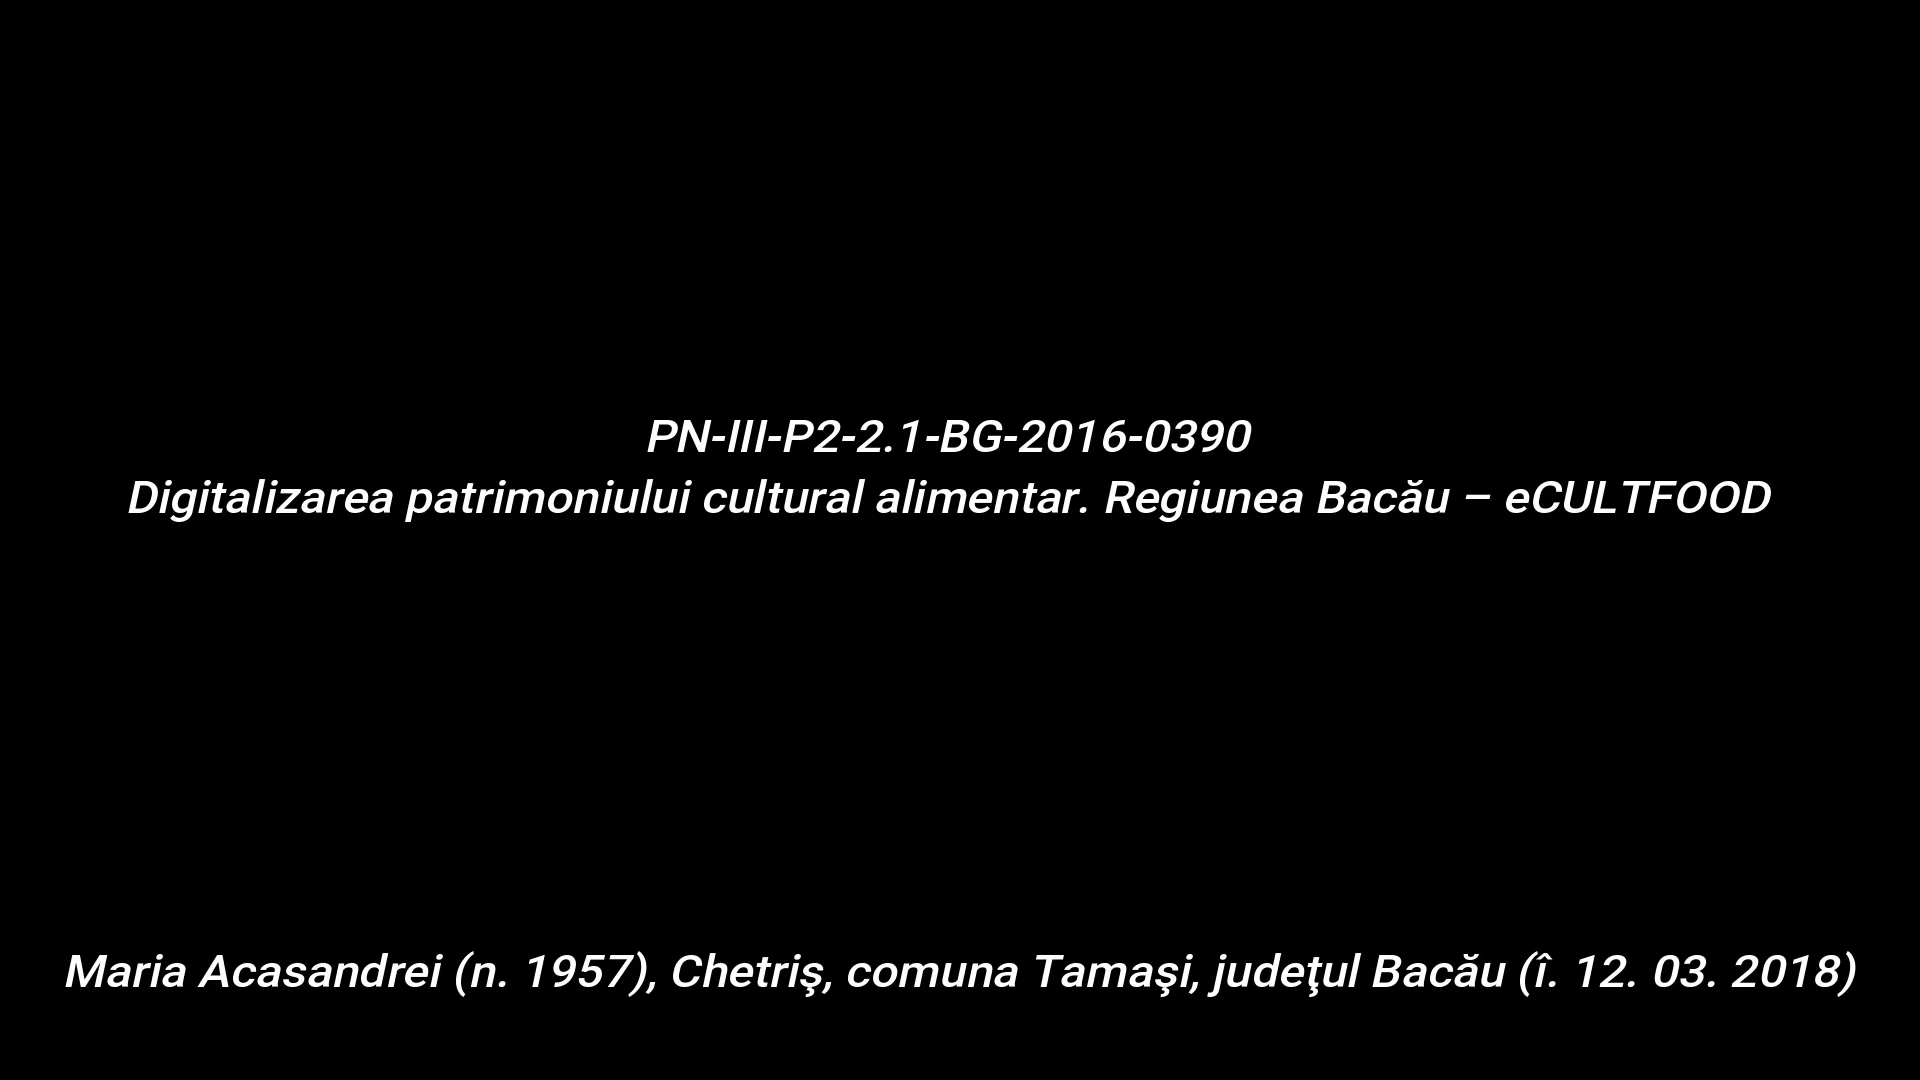 PN-III-P2-2.1-BG-2016-0390
Digitalizarea patrimoniului cultural alimentar. Regiunea Bacău – eCULTFOOD
Maria Acasandrei (n. 1957), Chetriş, comuna Tamaşi, judeţul Bacău (î. 12. 03. 2018)